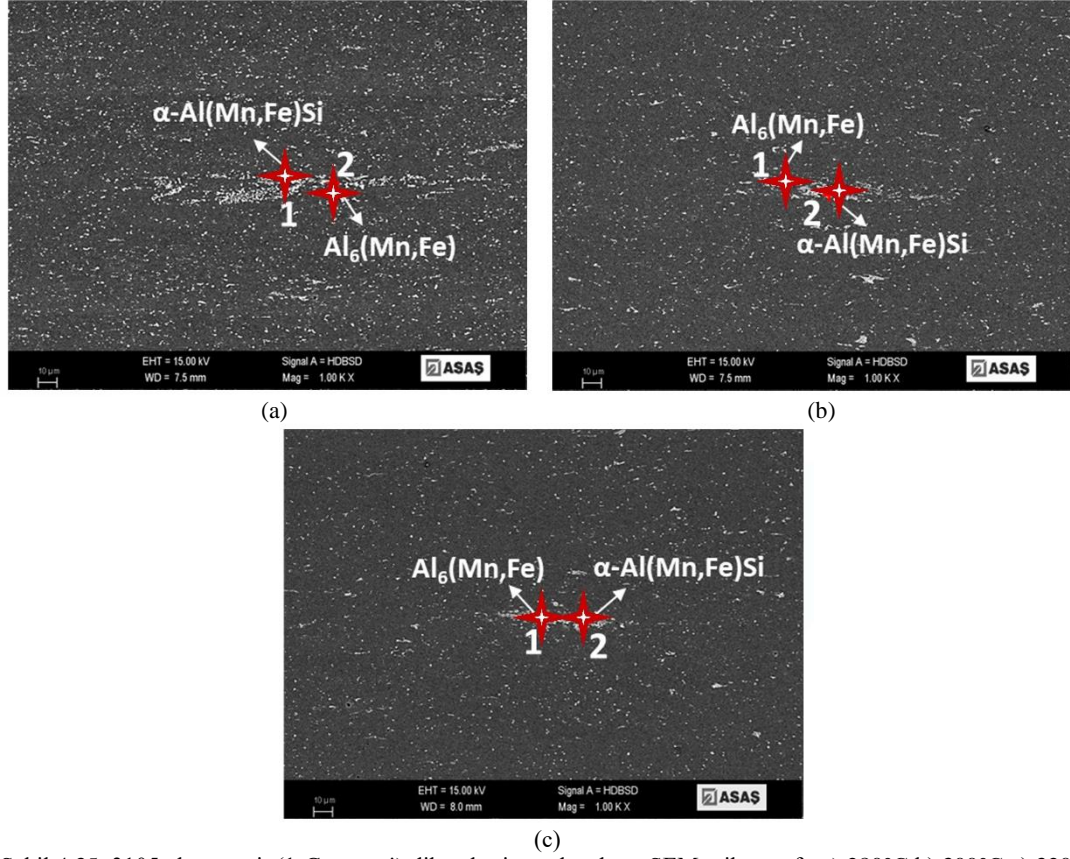 α-Al(Mn,Fe)Si
2
1
Al6(Mn,Fe)
10 µm
EHT = 15.00 kV
WD = 7.5 mm
Signal A = HDBSD
Mag = 1.00 K X
ASAŞ
(a)
Al6(Mn,Fe)
1
2
α-Al(Mn,Fe)Si
10 µm
EHT = 15.00 kV
WD = 7.5 mm
Signal A = HDBSD
Mag = 1.00 K X
ASAŞ
(b)
Al6(Mn,Fe)
α-Al(Mn,Fe)Si
1
2
10 µm
EHT = 15.00 kV
WD = 8.0 mm
Signal A = HDBSD
Mag = 1.00 K X
ASAŞ
(c)